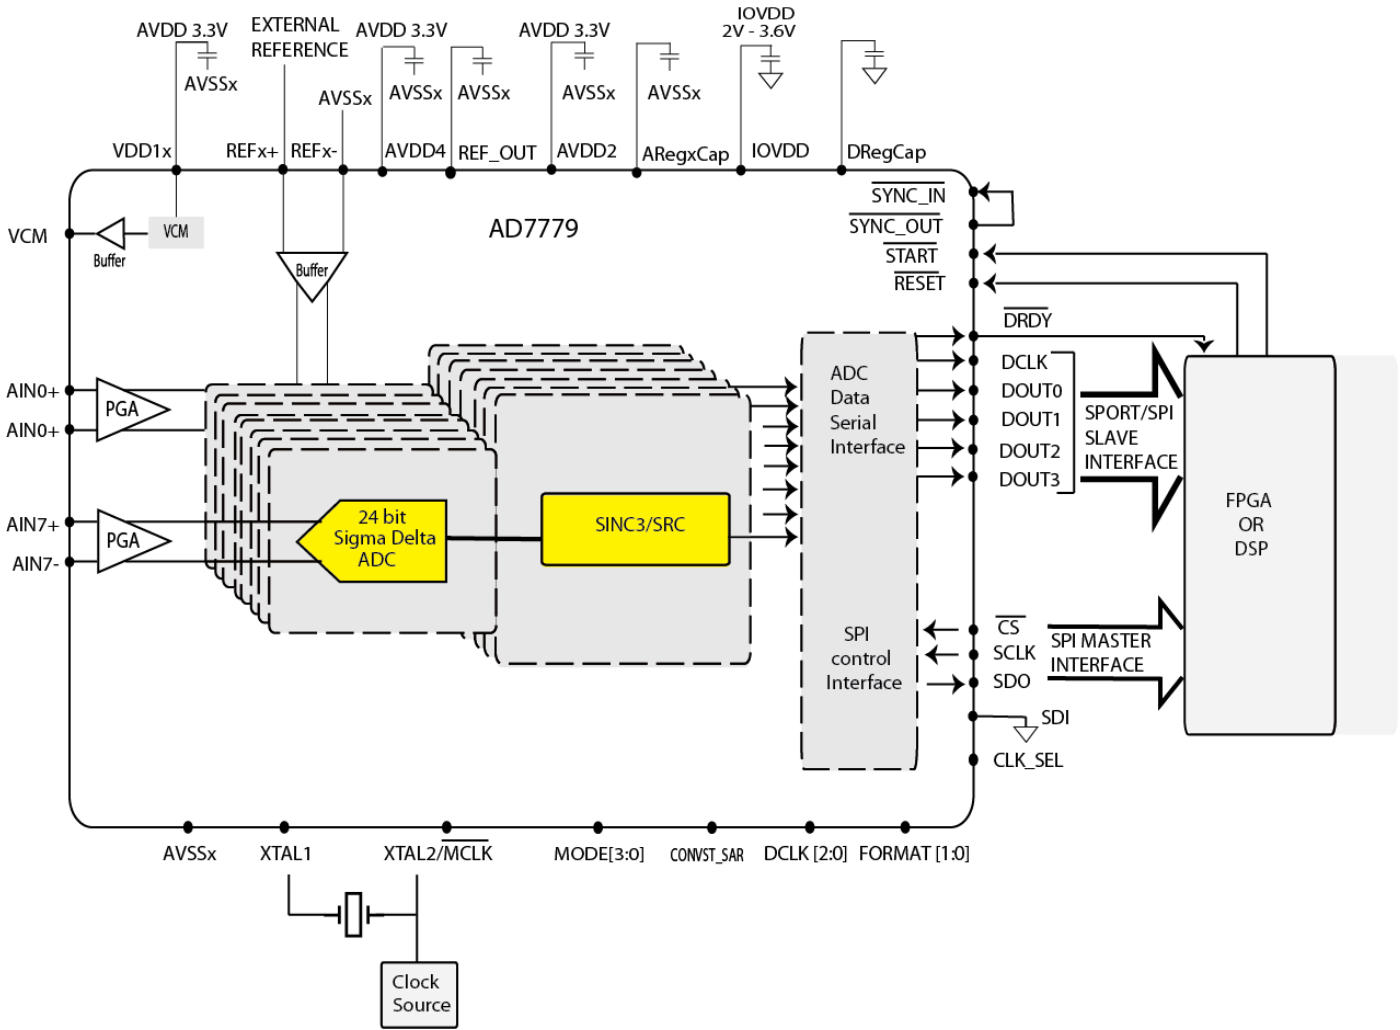 AVDD 3.3V
EXTERNAL
REFERENCE
AVDD 3.3V
AVDD 3.3V
IOVDD
2V - 3.6V
AVSSx
AVSSx
AVSSx
AVSSx
AVSSx
AVSSx
VDD1x
REFx+
REFx-
AVDD4
REF_OUT
AVDD2
ARegxCap
IOVDD
DRegCap
AD7779
VCM
VCM
Buffer
Buffer
SYNC_IN
SYNC_OUT
START
RESET
DRDY
DCLK
DOUT0
DOUT1
DOUT2
DOUT3
SPORT/SPI
SLAVE
INTERFACE
ADC
Data
Serial
Interface
AIN0+
AIN0+
PGA
AIN7+
AIN7-
PGA
24 bit
Sigma Delta
ADC
SINC3/SRC
FPGA
OR
DSP
SPI
control
Interface
CS
SCLK
SDO
SPI MASTER
INTERFACE
SDI
CLK_SEL
AVSSx
XTAL1
XTAL2/MCLK
MODE[3:0]
CONVST_SAR
DCLK [2:0]
FORMAT [1:0]
Clock
Source